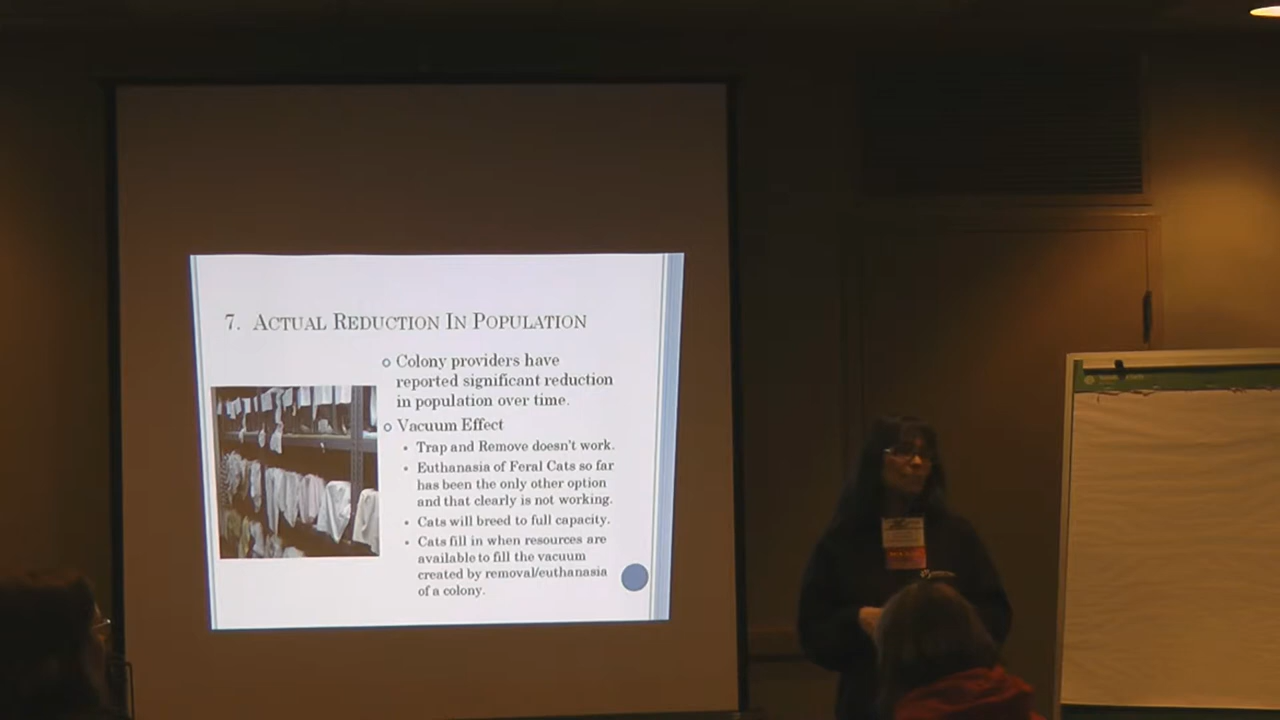 7. ACTUAL REDUCTION IN POPULATION
Colony providers have
reported significant reduction
in population over time.
Vacuum Effect
Trap and Remove doesn't work.
Euthanasia of Feral Cats so far
has been the only other option
and that clearly is not working.
Cats will breed to full capacity.
Cats fill in when resources are
available to fill the vacuum
created by removal/euthanasia
of a colony.